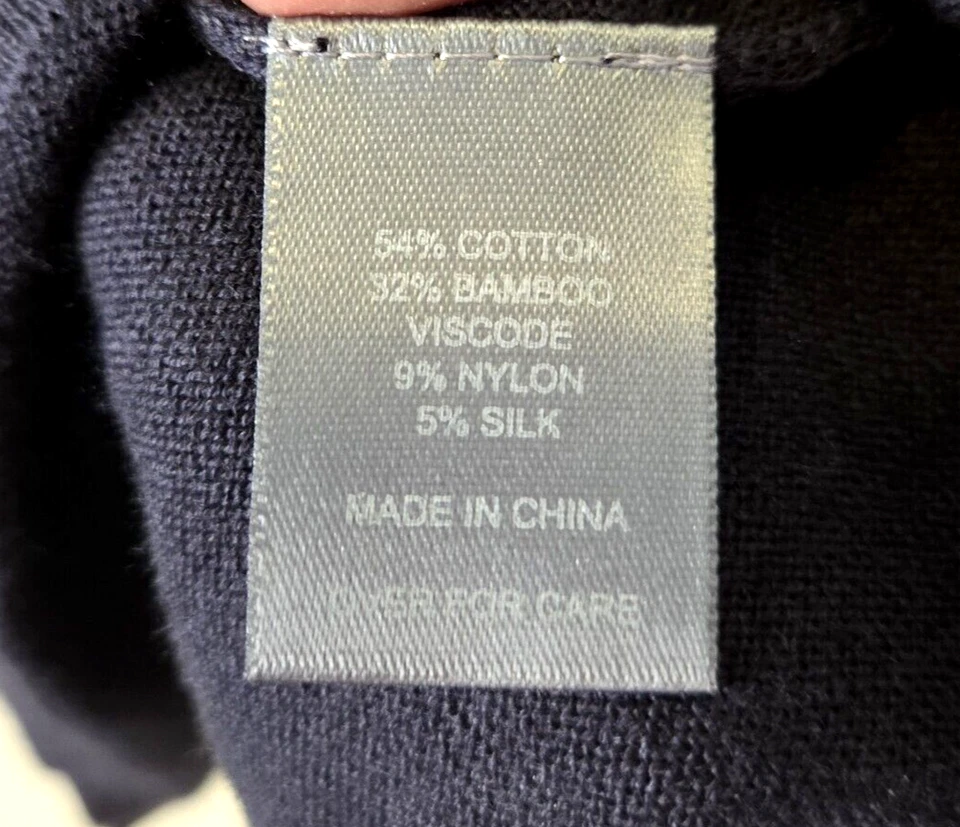 54% COTTON
32% BAMBOO
VISCODE
9% NYLON
5% SILK
MADE IN CHINA
OVER FOR CARE